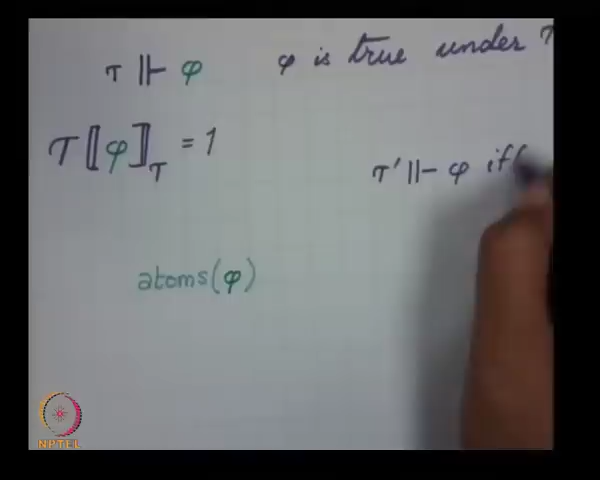 τ ⊩ φ φ is true under τ
T⟦φ⟧τ = 1
τ' ⊩ φ iff
atoms(φ)
NPTEL